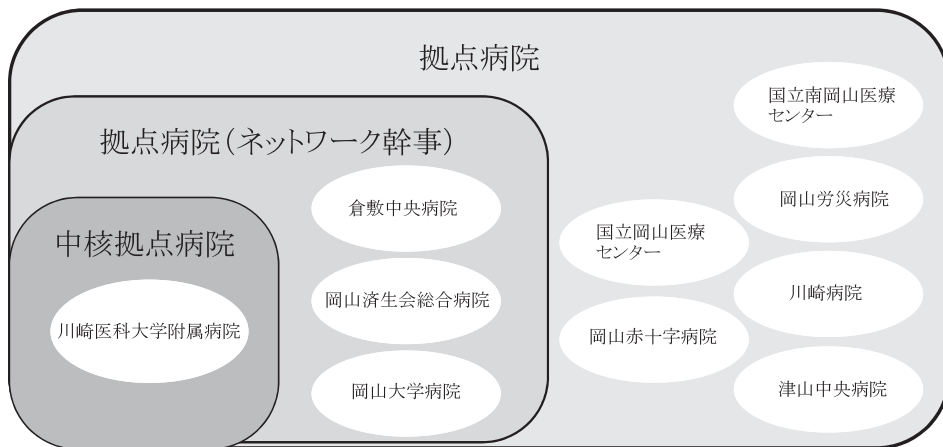 拠点病院
拠点病院(ネットワーク幹事)
中核拠点病院
川崎医科大学附属病院
倉敷中央病院
岡山済生会総合病院
岡山大学病院
国立岡山医療
センター
岡山赤十字病院
国立南岡山医療
センター
岡山労災病院
川崎病院
津山中央病院